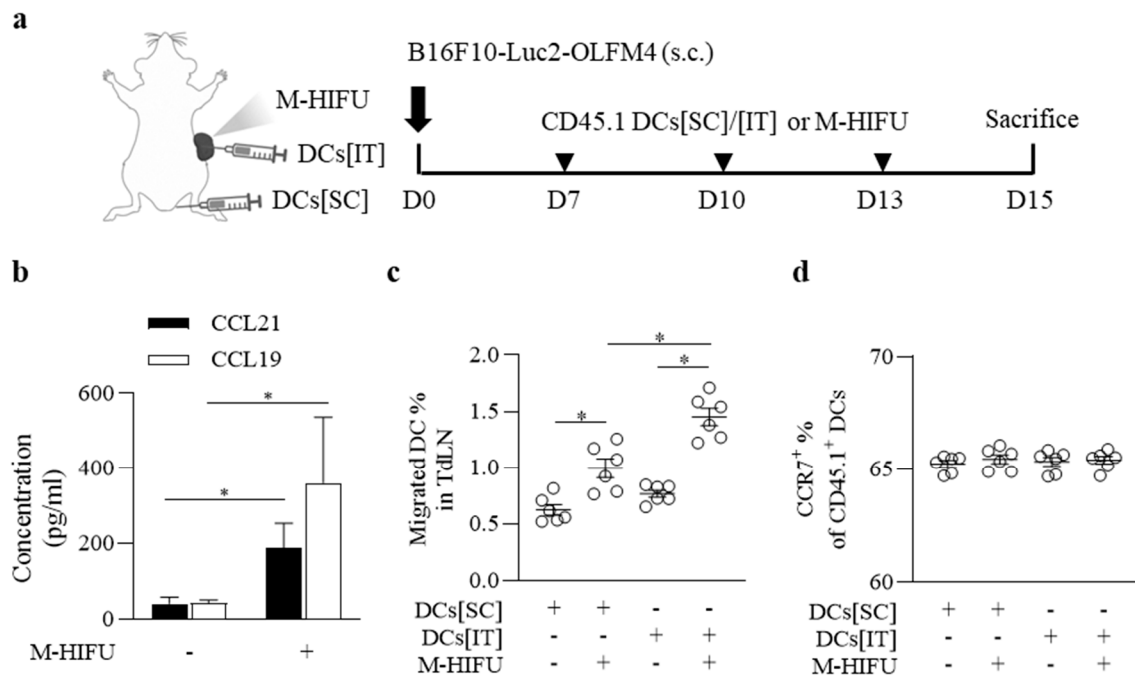 a
B16F10-Luc2-OLFM4 (s.c.)
M-HIFU
CD45.1 DCs[SC]/[IT] or M-HIFU
Sacrifice
DCs[IT]
DCs[SC]
D0 D7 D10 D13 D15
b
CCL21
CCL19
Concentration
(pg/ml)
600
400
200
0
*
*
M-HIFU - +
c
Migrated DC %
in TdLN
2.0
1.5
1.0
0.5
0.0
*
*
*
DCs[SC] + + - -
DCs[IT] - - + +
M-HIFU - + - +
d
CCR7⁺ %
of CD45.1⁺ DCs
70
65
60
DCs[SC] + + - -
DCs[IT] - - + +
M-HIFU - + - +